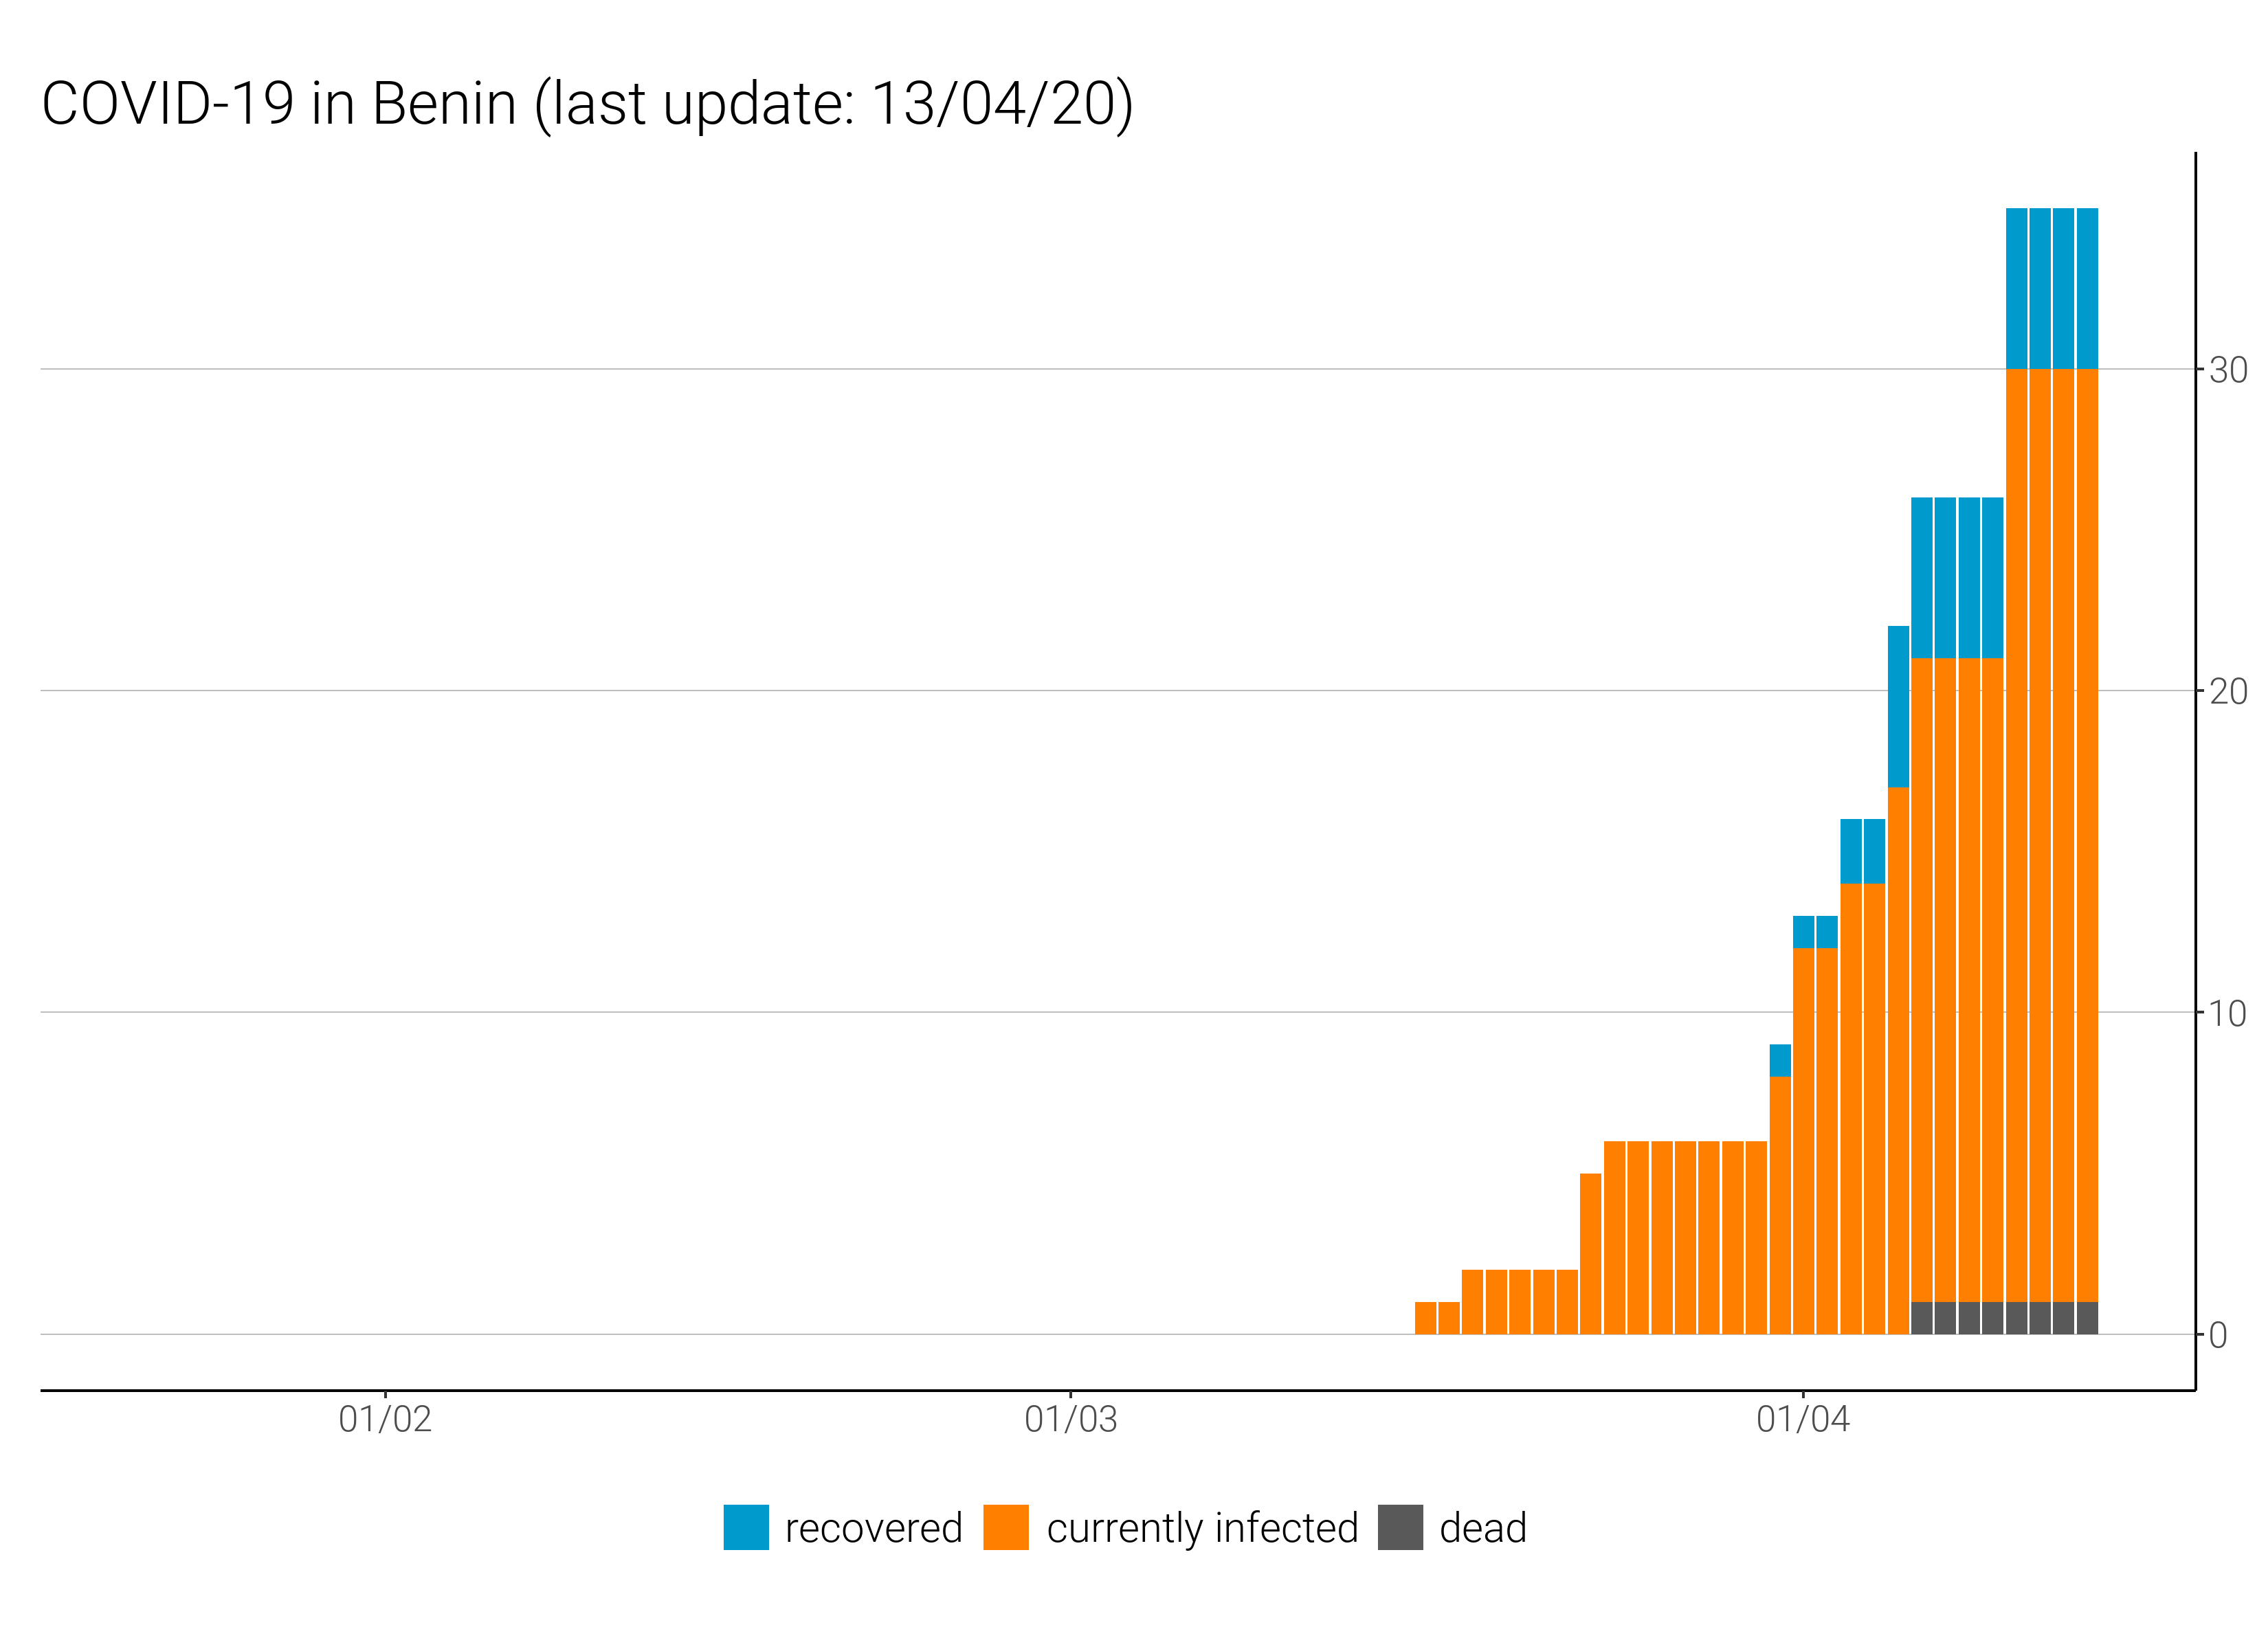 COVID-19 in Benin (last update: 13/04/20)
30
20
10
0
01/02 01/03 01/04
recovered currently infected dead